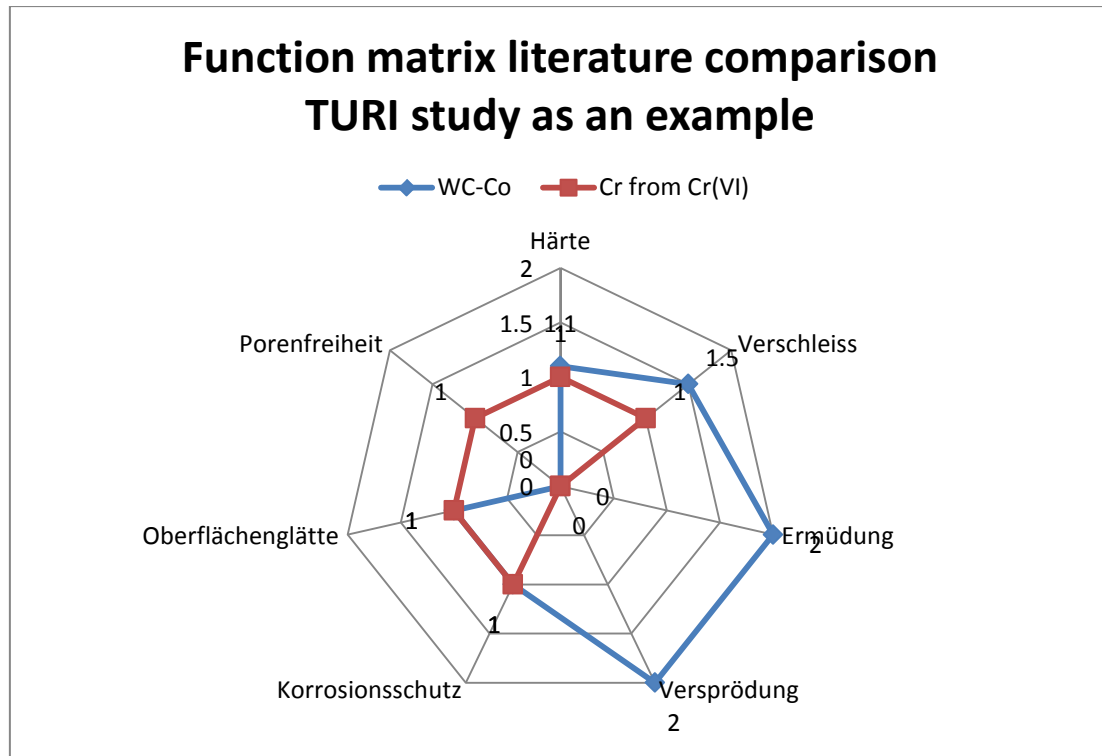 Function matrix literature comparison
TURI study as an example
WC-Co Cr from Cr(VI)
Härte
2
1.5 1.1
1
Porenfreiheit Verschleiss
1.5
1 1 1
0.5
0
0 0
Oberflächenglätte 1 0 Ermüdung
2
1
Korrosionsschutz Versprödung
2